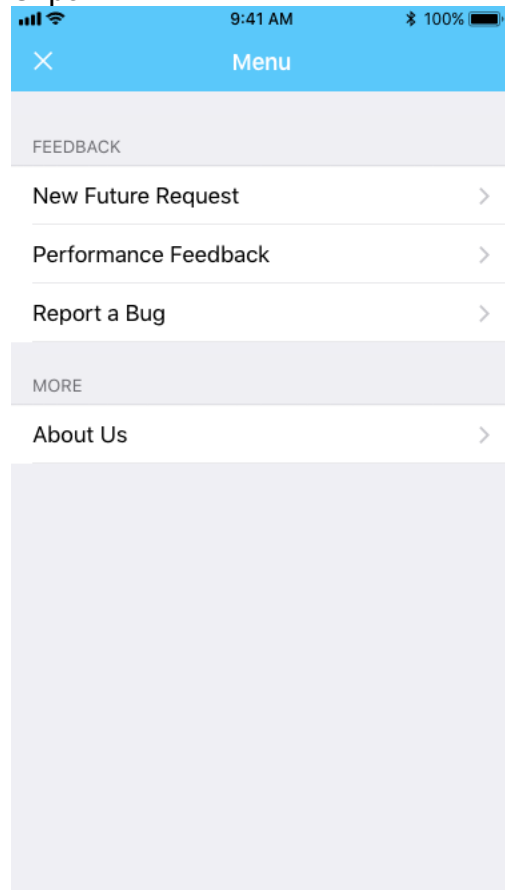 9:41 AM
100%
Menu
FEEDBACK
New Future Request
Performance Feedback
Report a Bug
MORE
About Us